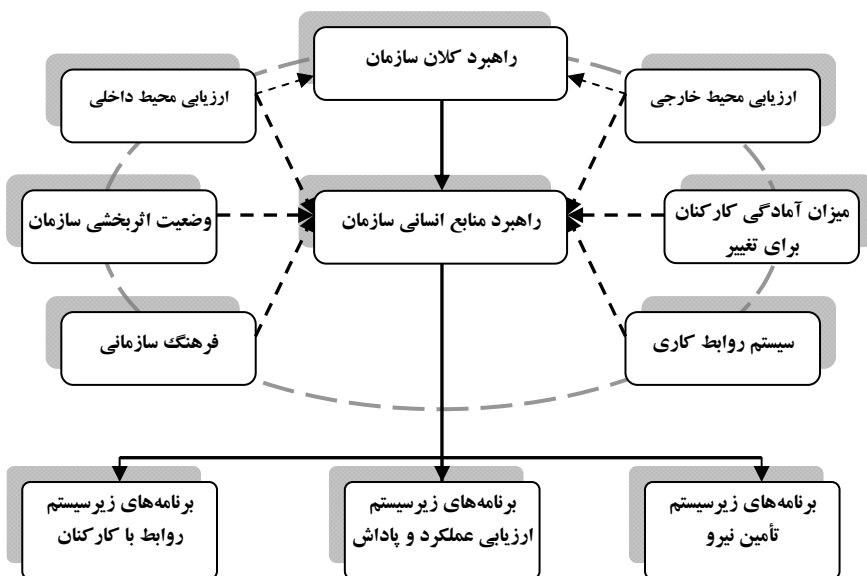 راهبرد کلان سازمان
ارزیابی محیط خارجی
ارزیابی محیط داخلی
میزان آمادگی کارکنان
برای تغییر
راهبرد منابع انسانی سازمان
وضعیت اثربخشی سازمان
سیستم روابط کاری
فرهنگ سازمانی
برنامه‌های زیرسیستم
تأمین نیرو
برنامه‌های زیرسیستم
ارزیابی عملکرد و پاداش
برنامه‌های زیرسیستم
روابط با کارکنان